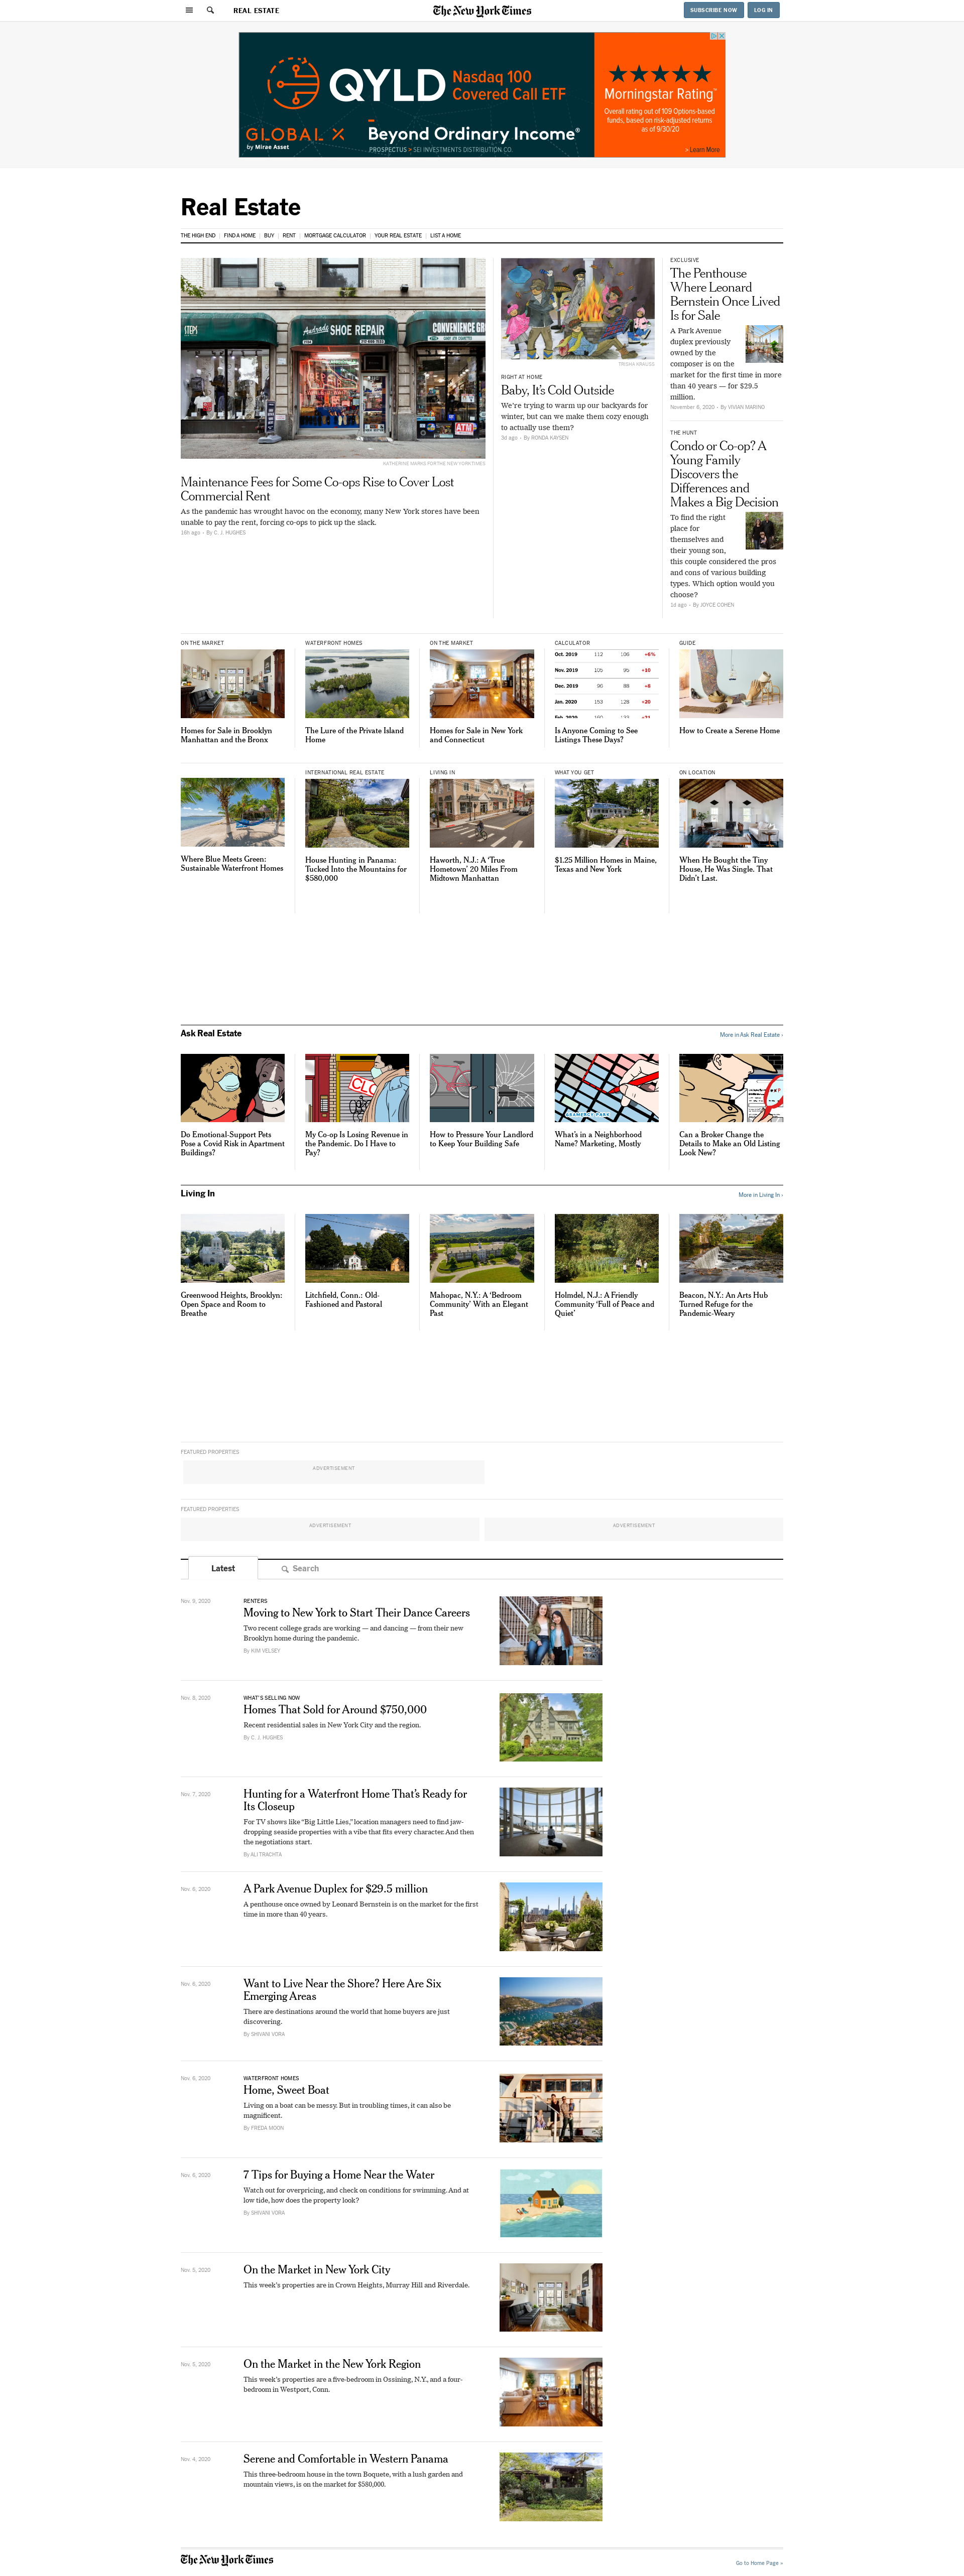 REAL ESTATE
The New York Times
SUBSCRIBE NOW
LOG IN
QYLD
Nasdaq 100
Covered Call ETF
GLOBAL X
by Mirae Asset
Beyond Ordinary Income®
PROSPECTUS > SEI INVESTMENTS DISTRIBUTION CO.
★★★★★
Morningstar Rating™
Overall rating out of 109 Options-based
funds, based on risk-adjusted returns
as of 9/30/20
> Learn More
Real Estate
THE HIGH END | FIND A HOME | BUY | RENT | MORTGAGE CALCULATOR | YOUR REAL ESTATE | LIST A HOME
STEPS
Andrade
SHOE REPAIR
CONVENIENCE GRO
ATM
KATHERINE MARKS FOR THE NEW YORK TIMES
Maintenance Fees for Some Co-ops Rise to Cover Lost
Commercial Rent
As the pandemic has wrought havoc on the economy, many New York stores have been
unable to pay the rent, forcing co-ops to pick up the slack.
16h ago - By C. J. HUGHES
TRISHA KRAUSS
RIGHT AT HOME
Baby, It's Cold Outside
We're trying to warm up our backyards for
winter, but can we make them cozy enough
to actually use them?
3d ago - By RONDA KAYSEN
EXCLUSIVE
The Penthouse
Where Leonard
Bernstein Once Lived
Is for Sale
A Park Avenue
duplex previously
owned by the
composer is on the
market for the first time in more
than 40 years — for $29.5
million.
November 6, 2020 - By VIVIAN MARINO
THE HUNT
Condo or Co-op? A
Young Family
Discovers the
Differences and
Makes a Big Decision
To find the right
place for
themselves and
their young son,
this couple considered the pros
and cons of various building
types. Which option would you
choose?
1d ago - By JOYCE COHEN
ON THE MARKET
Homes for Sale in Brooklyn
Manhattan and the Bronx
WATERFRONT HOMES
The Lure of the Private Island
Home
ON THE MARKET
Homes for Sale in New York
and Connecticut
CALCULATOR
Oct. 2019 112 106 +6%
Nov. 2019 105 95 +10
Dec. 2019 96 88 +8
Jan. 2020 153 128 +20
Feb. 2020
Is Anyone Coming to See
Listings These Days?
GUIDE
How to Create a Serene Home
Where Blue Meets Green:
Sustainable Waterfront Homes
INTERNATIONAL REAL ESTATE
House Hunting in Panama:
Tucked Into the Mountains for
$580,000
LIVING IN
Haworth, N.J.: A 'True
Hometown' 20 Miles From
Midtown Manhattan
WHAT YOU GET
$1.25 Million Homes in Maine,
Texas and New York
ON LOCATION
When He Bought the Tiny
House, He Was Single. That
Didn't Last.
Ask Real Estate
More in Ask Real Estate ›
Do Emotional-Support Pets
Pose a Covid Risk in Apartment
Buildings?
CLO
My Co-op Is Losing Revenue in
the Pandemic. Do I Have to
Pay?
How to Pressure Your Landlord
to Keep Your Building Safe
GRAMERCY PARK
What's in a Neighborhood
Name? Marketing, Mostly
Can a Broker Change the
Details to Make an Old Listing
Look New?
Living In
More in Living In ›
Greenwood Heights, Brooklyn:
Open Space and Room to
Breathe
Litchfield, Conn.: Old-
Fashioned and Pastoral
Mahopac, N.Y.: A 'Bedroom
Community' With an Elegant
Past
Holmdel, N.J.: A Friendly
Community 'Full of Peace and
Quiet'
Beacon, N.Y.: An Arts Hub
Turned Refuge for the
Pandemic-Weary
FEATURED PROPERTIES
ADVERTISEMENT
FEATURED PROPERTIES
ADVERTISEMENT
ADVERTISEMENT
Latest
Search
Nov. 9, 2020
RENTERS
Moving to New York to Start Their Dance Careers
Two recent college grads are working — and dancing — from their new
Brooklyn home during the pandemic.
By KIM VELSEY
Nov. 8, 2020
WHAT'S SELLING NOW
Homes That Sold for Around $750,000
Recent residential sales in New York City and the region.
By C. J. HUGHES
Nov. 7, 2020
Hunting for a Waterfront Home That's Ready for
Its Closeup
For TV shows like "Big Little Lies," location managers need to find jaw-
dropping seaside properties with a vibe that fits every character. And then
the negotiations start.
By ALI TRACHTA
Nov. 6, 2020
A Park Avenue Duplex for $29.5 million
A penthouse once owned by Leonard Bernstein is on the market for the first
time in more than 40 years.
Nov. 6, 2020
Want to Live Near the Shore? Here Are Six
Emerging Areas
There are destinations around the world that home buyers are just
discovering.
By SHIVANI VORA
Nov. 6, 2020
WATERFRONT HOMES
Home, Sweet Boat
Living on a boat can be messy. But in troubling times, it can also be
magnificent.
By FREDA MOON
Nov. 6, 2020
7 Tips for Buying a Home Near the Water
Watch out for overpricing, and check on conditions for swimming. And at
low tide, how does the property look?
By SHIVANI VORA
Nov. 5, 2020
On the Market in New York City
This week's properties are in Crown Heights, Murray Hill and Riverdale.
Nov. 5, 2020
On the Market in the New York Region
This week's properties are a five-bedroom in Ossining, N.Y., and a four-
bedroom in Westport, Conn.
Nov. 4, 2020
Serene and Comfortable in Western Panama
This three-bedroom house in the town Boquete, with a lush garden and
mountain views, is on the market for $580,000.
The New York Times
Go to Home Page »